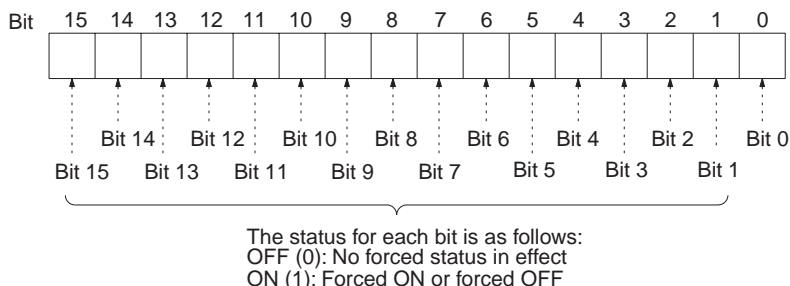 Bit 15 14 13 12 11 10 9 8 7 6 5 4 3 2 1 0
Bit 14 Bit 12 Bit 10 Bit 8 Bit 6 Bit 4 Bit 2 Bit 0
Bit 15 Bit 13 Bit 11 Bit 9 Bit 7 Bit 5 Bit 3 Bit 1
The status for each bit is as follows:
OFF (0): No forced status in effect
ON (1): Forced ON or forced OFF